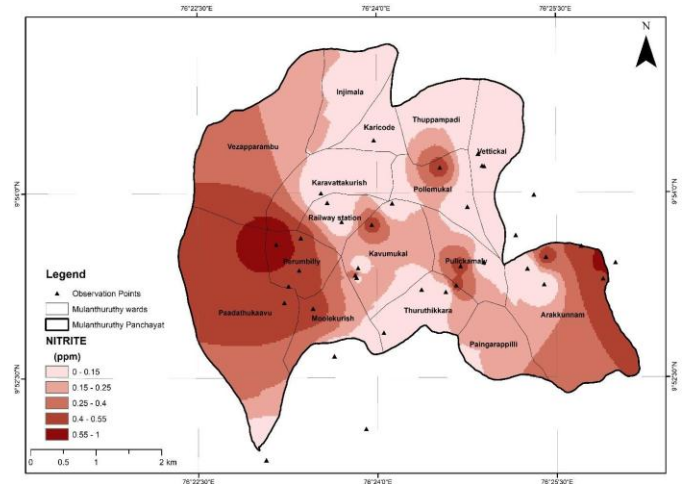 76°22'30"E 76°24'0"E 76°25'30"E
N
Injimala
Karicode
Thuppampadi
Vezapparambu
Vettickal
Karavattakurish
Pollemukal
9°54'0"N 9°54'0"N
Railway station
Perumbilly
Kavumukal
Pulickamali
Legend
Observation Points
Mulanthuruthy wards
Mulanthuruthy Panchayat
Paadathukaavu
Moolekurish
Thuruthikkara
Arakkunnam
Paingarappilli
NITRITE
(ppm)
0 - 0.15
0.15 - 0.25
0.25 - 0.4
0.4 - 0.55
0.55 - 1
9°52'30"N 9°52'30"N
0 0.5 1 2 km
76°22'30"E 76°24'0"E 76°25'30"E